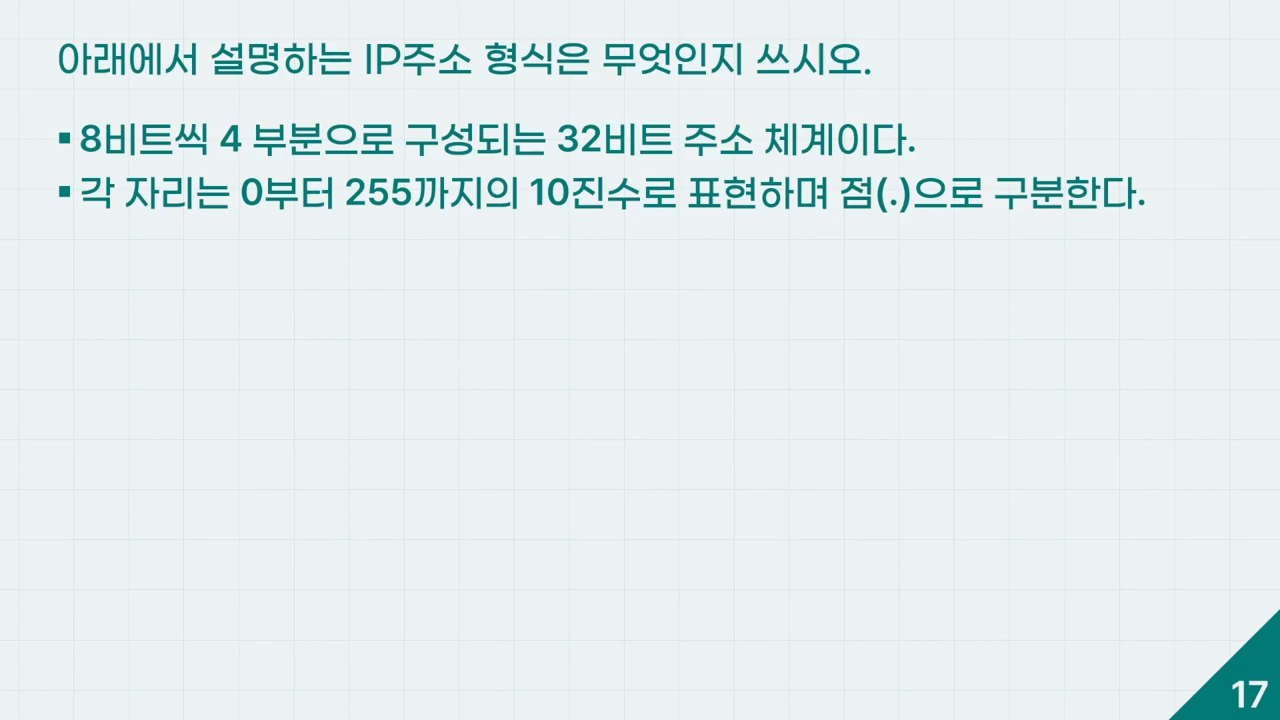 아래에서 설명하는 IP주소 형식은 무엇인지 쓰시오.
▪ 8비트씩 4 부분으로 구성되는 32비트 주소 체계이다.
▪ 각 자리는 0부터 255까지의 10진수로 표현하며 점(.)으로 구분한다.
17